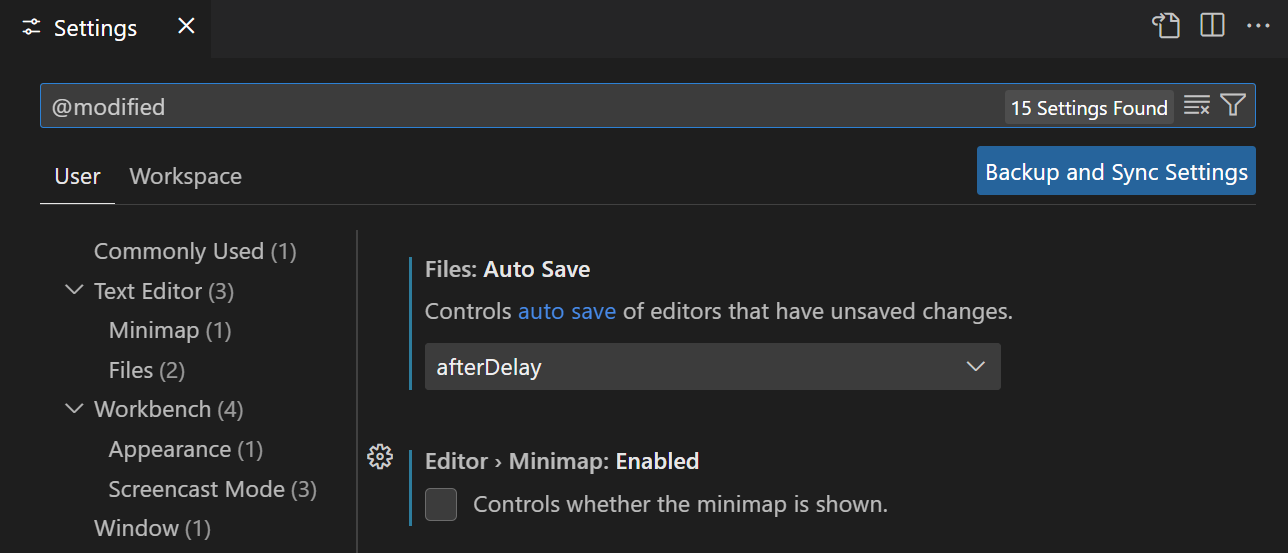 Settings
@modified
15 Settings Found
User Workspace
Backup and Sync Settings
Commonly Used (1)
Text Editor (3)
Minimap (1)
Files (2)
Workbench (4)
Appearance (1)
Screencast Mode (3)
Window (1)
Files: Auto Save
Controls auto save of editors that have unsaved changes.
afterDelay
Editor › Minimap: Enabled
Controls whether the minimap is shown.